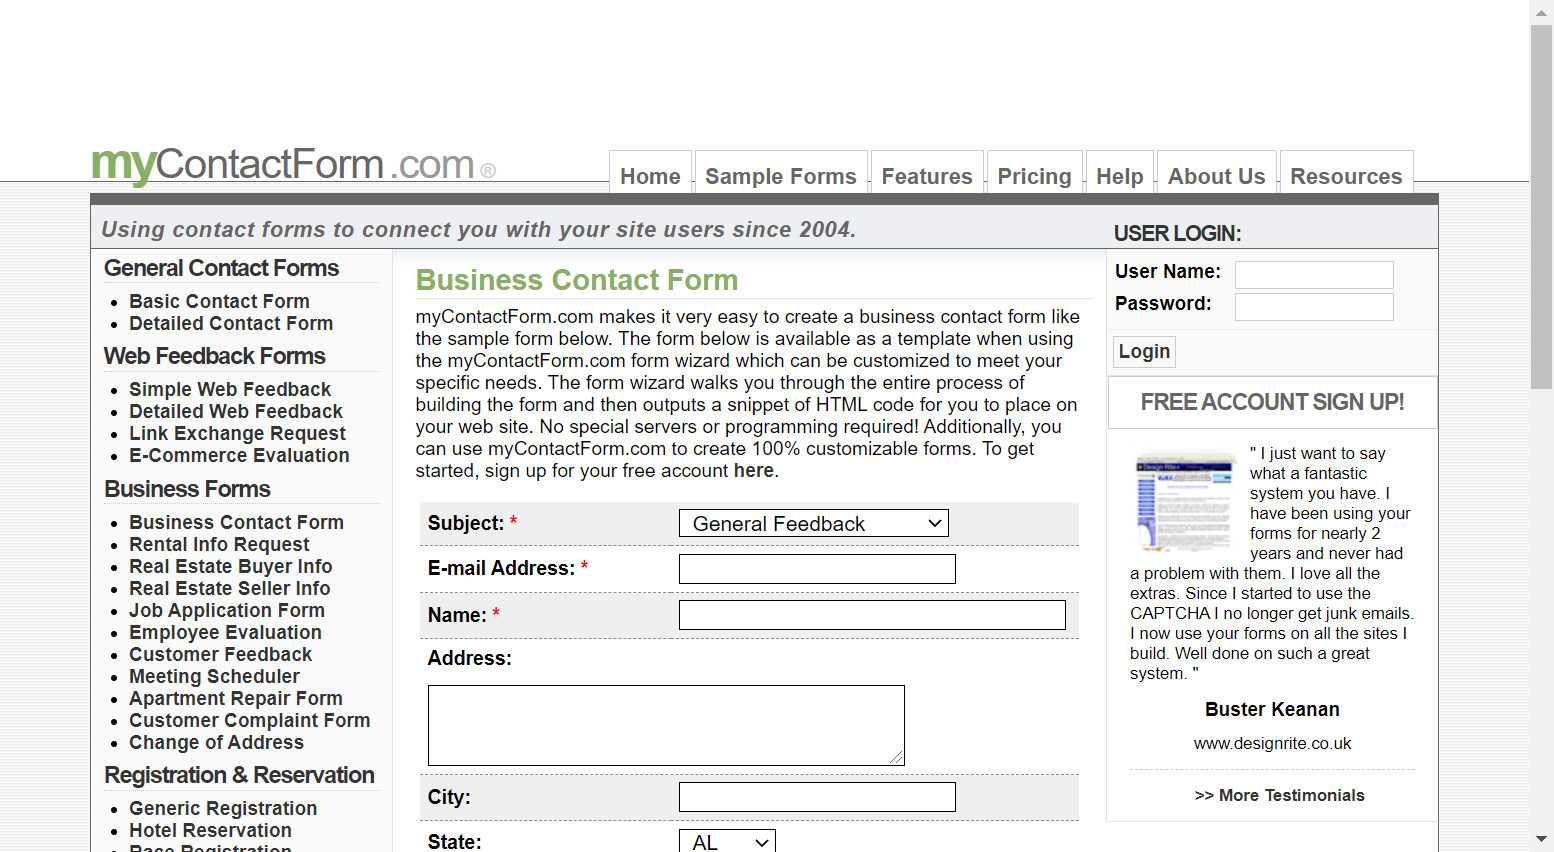 myContactForm.com ®
Home
Sample Forms
Features
Pricing
Help
About Us
Resources
Using contact forms to connect you with your site users since 2004.
USER LOGIN:
General Contact Forms
Basic Contact Form
Detailed Contact Form
Web Feedback Forms
Simple Web Feedback
Detailed Web Feedback
Link Exchange Request
E-Commerce Evaluation
Business Forms
Business Contact Form
Rental Info Request
Real Estate Buyer Info
Real Estate Seller Info
Job Application Form
Employee Evaluation
Customer Feedback
Meeting Scheduler
Apartment Repair Form
Customer Complaint Form
Change of Address
Registration & Reservation
Generic Registration
Hotel Reservation
Race Registration
Business Contact Form
myContactForm.com makes it very easy to create a business contact form like
the sample form below. The form below is available as a template when using
the myContactForm.com form wizard which can be customized to meet your
specific needs. The form wizard walks you through the entire process of
building the form and then outputs a snippet of HTML code for you to place on
your web site. No special servers or programming required! Additionally, you
can use myContactForm.com to create 100% customizable forms. To get
started, sign up for your free account here.
Subject: *
General Feedback
E-mail Address: *
Name: *
Address:
City:
State:
AL
User Name:
Password:
Login
FREE ACCOUNT SIGN UP!
" I just want to say
what a fantastic
system you have. I
have been using your
forms for nearly 2
years and never had
a problem with them. I love all the
extras. Since I started to use the
CAPTCHA I no longer get junk emails.
I now use your forms on all the sites I
build. Well done on such a great
system. "
Buster Keanan
www.designrite.co.uk
>> More Testimonials